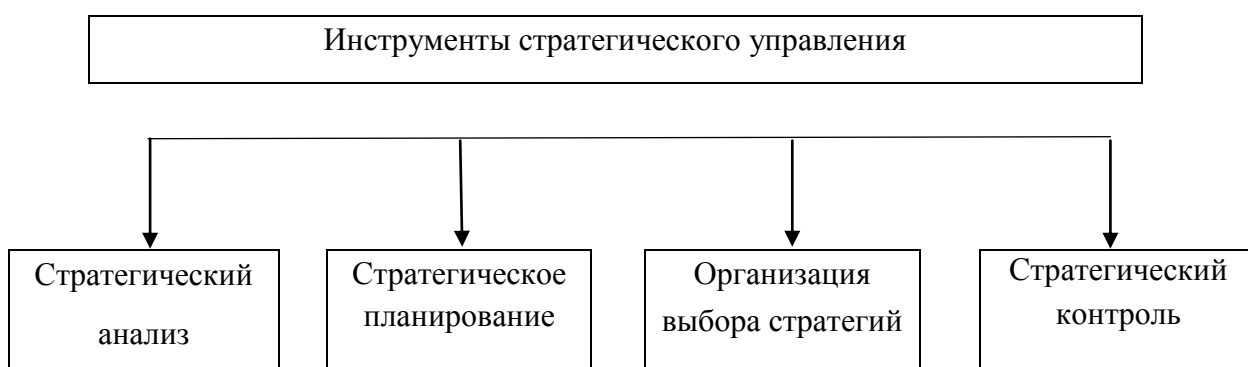 Инструменты стратегического управления
Стратегический
анализ
Стратегическое
планирование
Организация
выбора стратегий
Стратегический
контроль